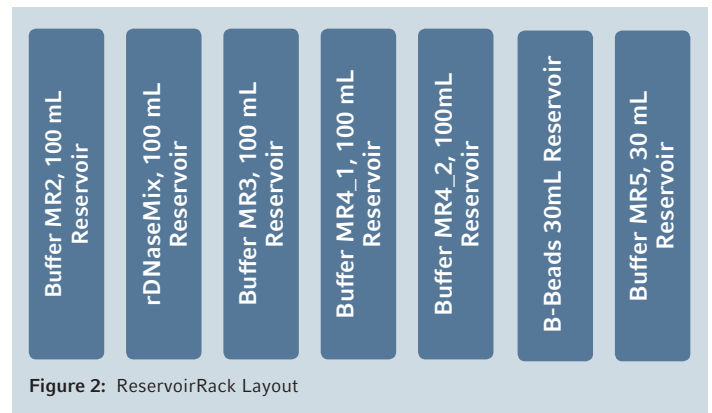 Buffer MR2, 100 mL
Reservoir
rDNaseMix, 100 mL
Reservoir
Buffer MR3, 100 mL
Reservoir
Buffer MR4_1, 100 mL
Reservoir
Buffer MR4_2, 100mL
Reservoir
B-Beads 30mL Reservoir
Buffer MR5, 30 mL
Reservoir
Figure 2: ReservoirRack Layout